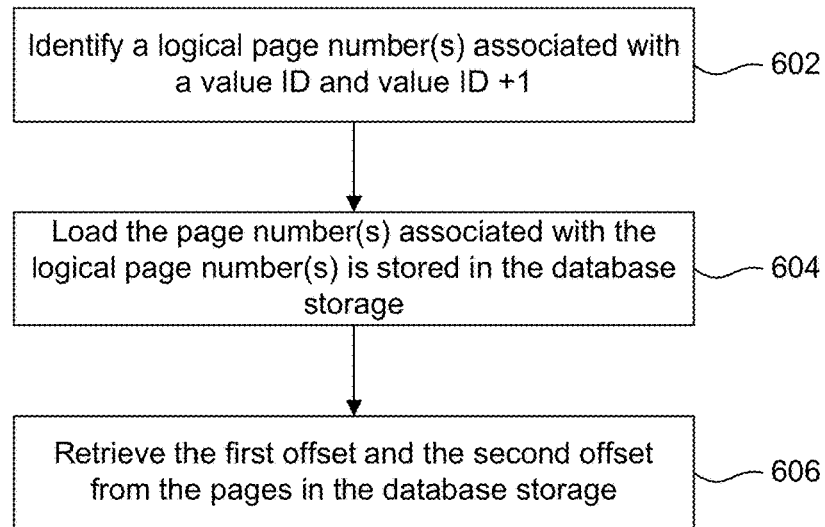 Identify a logical page number(s) associated with
a value ID and value ID +1
602
Load the page number(s) associated with the
logical page number(s) is stored in the database
storage
604
Retrieve the first offset and the second offset
from the pages in the database storage
606